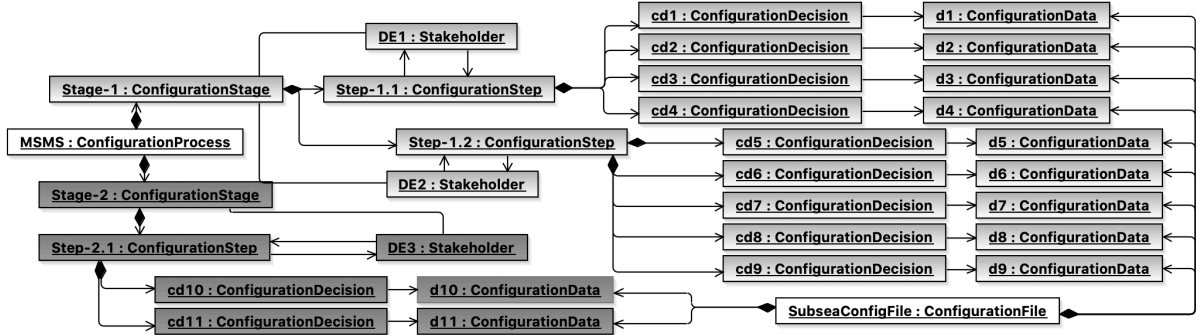 cd1 : ConfigurationDecision
d1 : ConfigurationData
DE1 : Stakeholder
cd2 : ConfigurationDecision
d2 : ConfigurationData
cd3 : ConfigurationDecision
d3 : ConfigurationData
Stage-1 : ConfigurationStage
Step-1.1 : ConfigurationStep
cd4 : ConfigurationDecision
d4 : ConfigurationData
MSMS : ConfigurationProcess
Step-1.2 : ConfigurationStep
cd5 : ConfigurationDecision
d5 : ConfigurationData
cd6 : ConfigurationDecision
d6 : ConfigurationData
DE2 : Stakeholder
Stage-2 : ConfigurationStage
cd7 : ConfigurationDecision
d7 : ConfigurationData
cd8 : ConfigurationDecision
d8 : ConfigurationData
Step-2.1 : ConfigurationStep
DE3 : Stakeholder
cd9 : ConfigurationDecision
d9 : ConfigurationData
cd10 : ConfigurationDecision
d10 : ConfigurationData
SubseaConfigFile : ConfigurationFile
cd11 : ConfigurationDecision
d11 : ConfigurationData